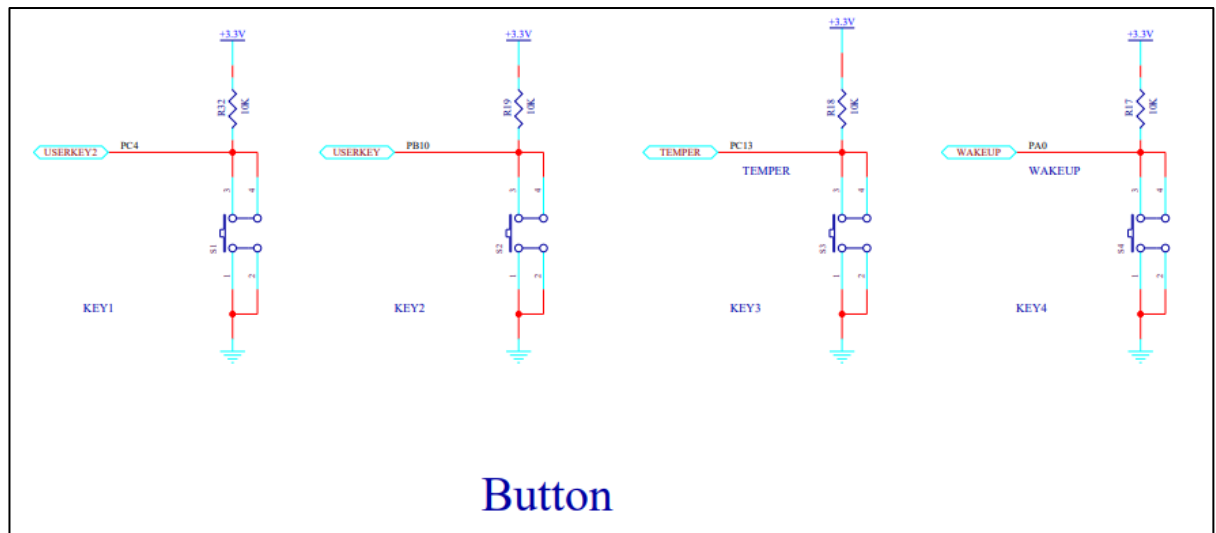 +3.3V +3.3V +3.3V +3.3V
R32 10K R19 10K R18 10K R17 10K
USERKEY2 PC4 USERKEY PB10 TEMPER PC13 WAKEUP PA0
TEMPER WAKEUP
3 4 3 4 3 4 3 4
S1 S2 S3 S4
1 2 1 2 1 2 1 2
KEY1 KEY2 KEY3 KEY4
Button